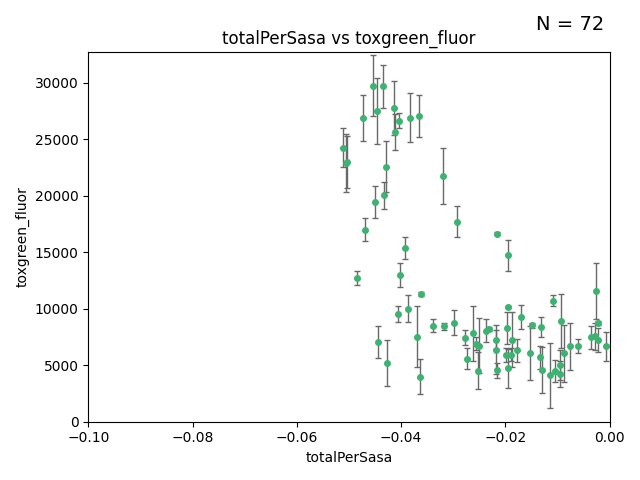 N = 72
totalPerSasa vs toxgreen_fluor
30000
25000
20000
15000
10000
5000
0
toxgreen_fluor
−0.10 −0.08 −0.06 −0.04 −0.02 0.00
totalPerSasa